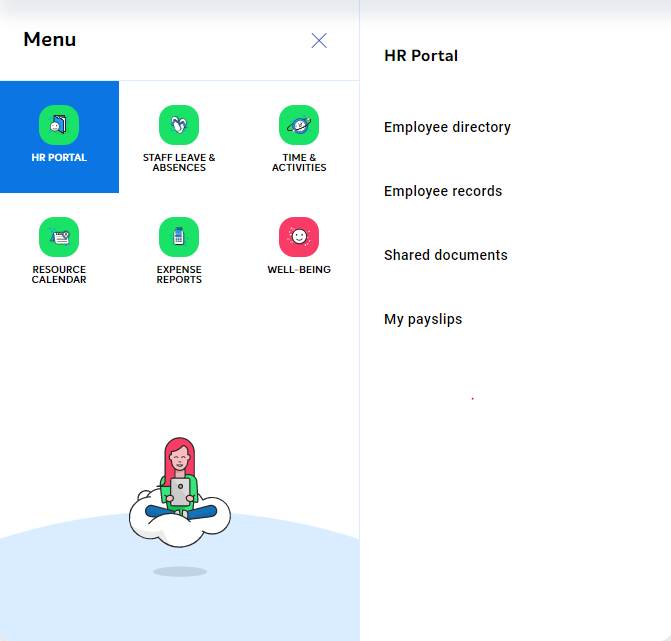 Menu
HR PORTAL
STAFF LEAVE &
ABSENCES
TIME &
ACTIVITIES
RESOURCE
CALENDAR
EXPENSE
REPORTS
WELL-BEING
HR Portal
Employee directory
Employee records
Shared documents
My payslips